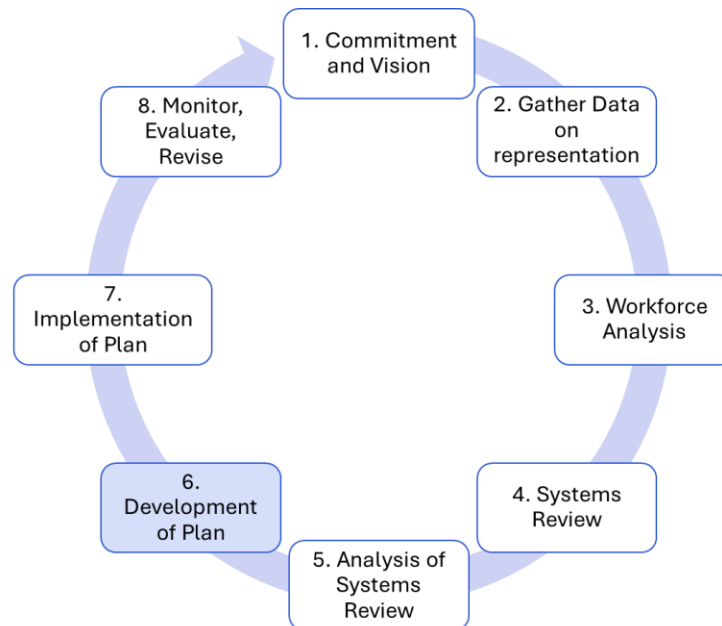 1. Commitment
and Vision
2. Gather Data
on
representation
3. Workforce
Analysis
4. Systems
Review
5. Analysis of
Systems
Review
6.
Development
of Plan
7.
Implementation
of Plan
8. Monitor,
Evaluate,
Revise